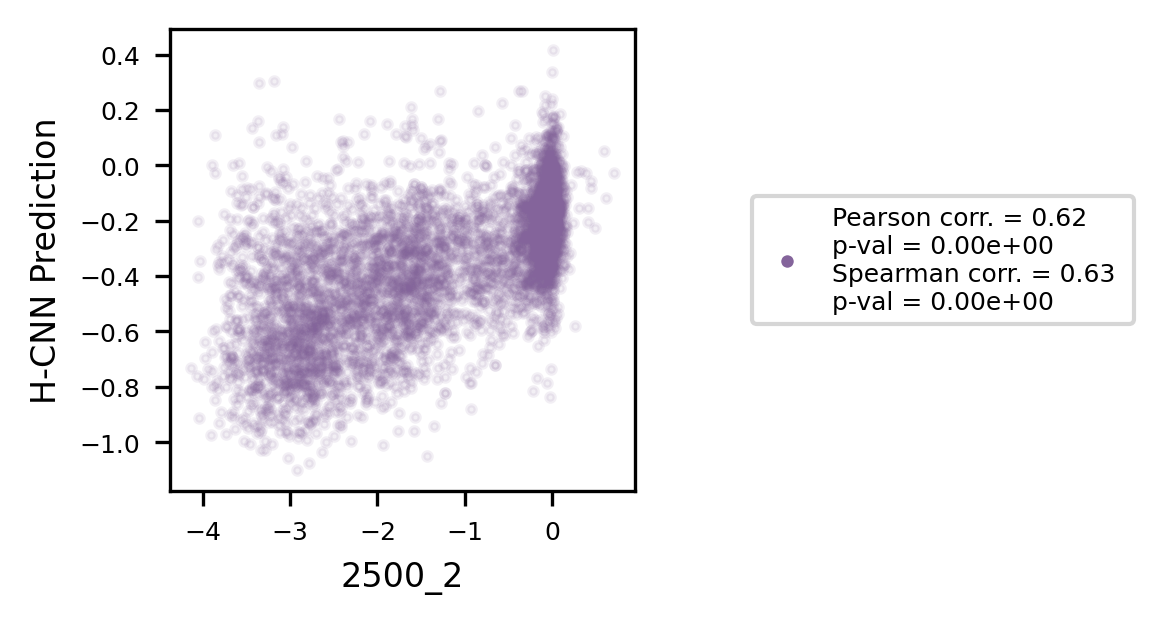 0.4
0.2
0.0
−0.2
−0.4
−0.6
−0.8
−1.0
H-CNN Prediction
−4 −3 −2 −1 0
2500_2
Pearson corr. = 0.62
p-val = 0.00e+00
Spearman corr. = 0.63
p-val = 0.00e+00